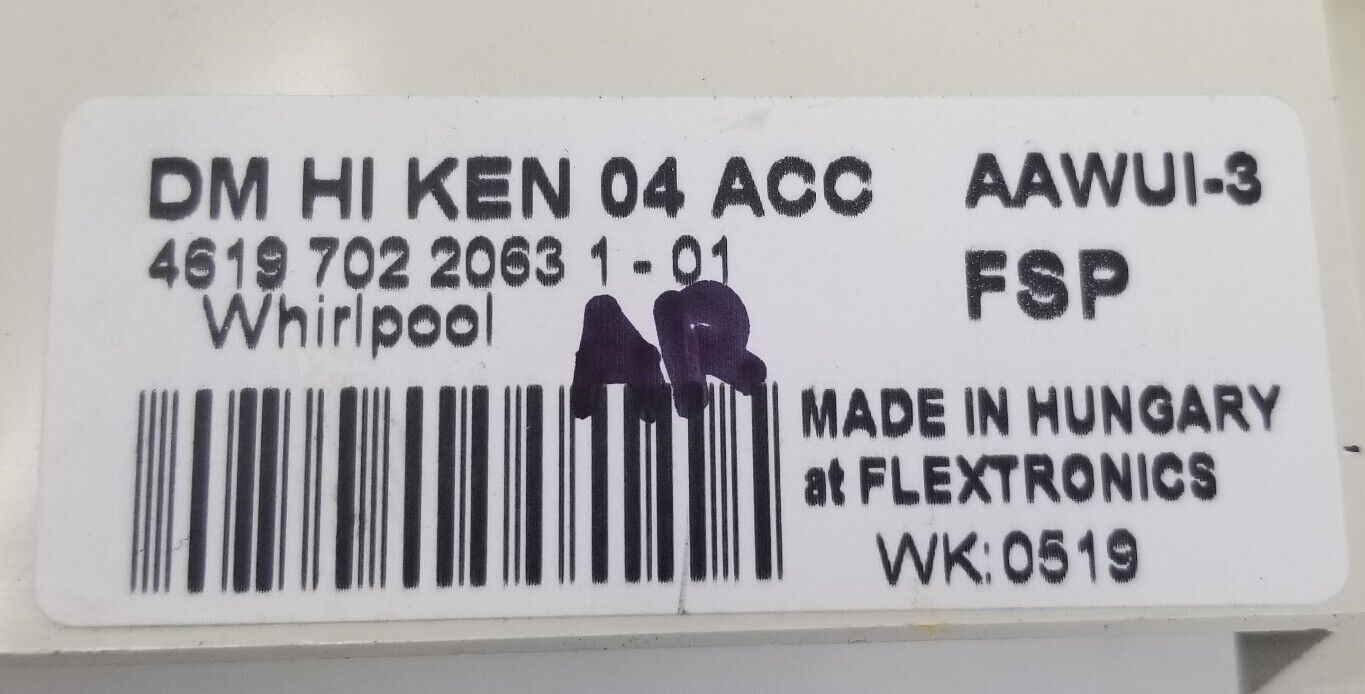 DM HI KEN 04 ACC
AAWUI-3
4619 702 2063 1 - 01
FSP
Whirlpool
AR
MADE IN HUNGARY
at FLEXTRONICS
WK: 0519